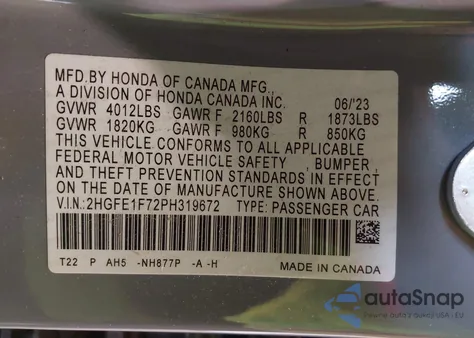 MFD.BY HONDA OF CANADA MFG.,
A DIVISION OF HONDA CANADA INC. 06/'23
GVWR 4012LBS GAWR F 2160LBS R 1873LBS
GVWR 1820KG GAWR F 980KG R 850KG
THIS VEHICLE CONFORMS TO ALL APPLICABLE
FEDERAL MOTOR VEHICLE SAFETY , BUMPER,
AND THEFT PREVENTION STANDARDS IN EFFECT
ON THE DATE OF MANUFACTURE SHOWN ABOVE.
V.I.N.:2HGFE1F72PH319672 TYPE:PASSENGER CAR
T22 P AH5 -NH877P -A -H MADE IN CANADA
autoSnap